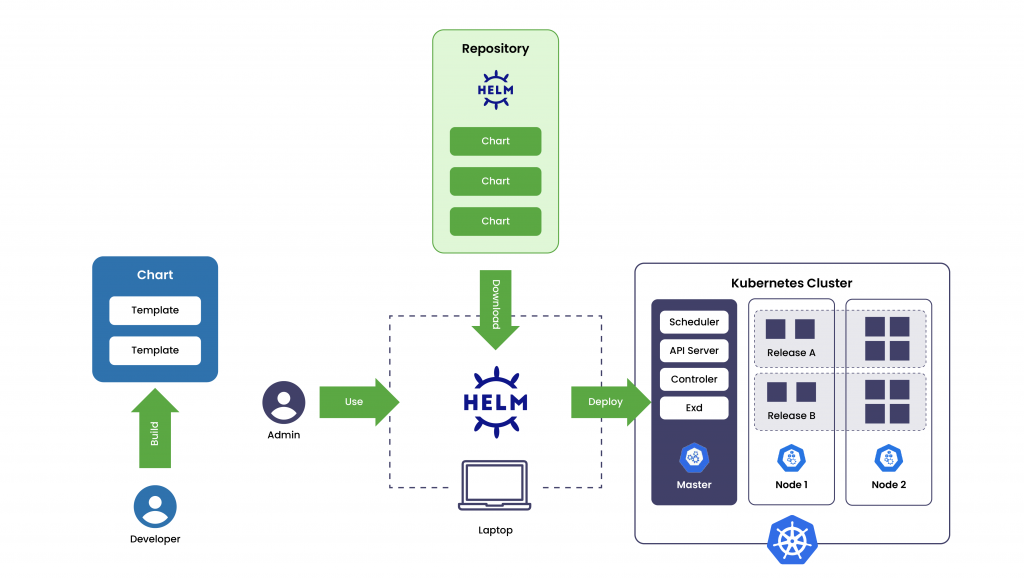 Repository
HELM
Chart
Chart
Chart
Download
Chart
Template
Template
Build
Developer
Admin
Use
HELM
Laptop
Deploy
Kubernetes Cluster
Scheduler
API Server
Controler
Exd
Master
Release A
Release B
Node 1
Node 2